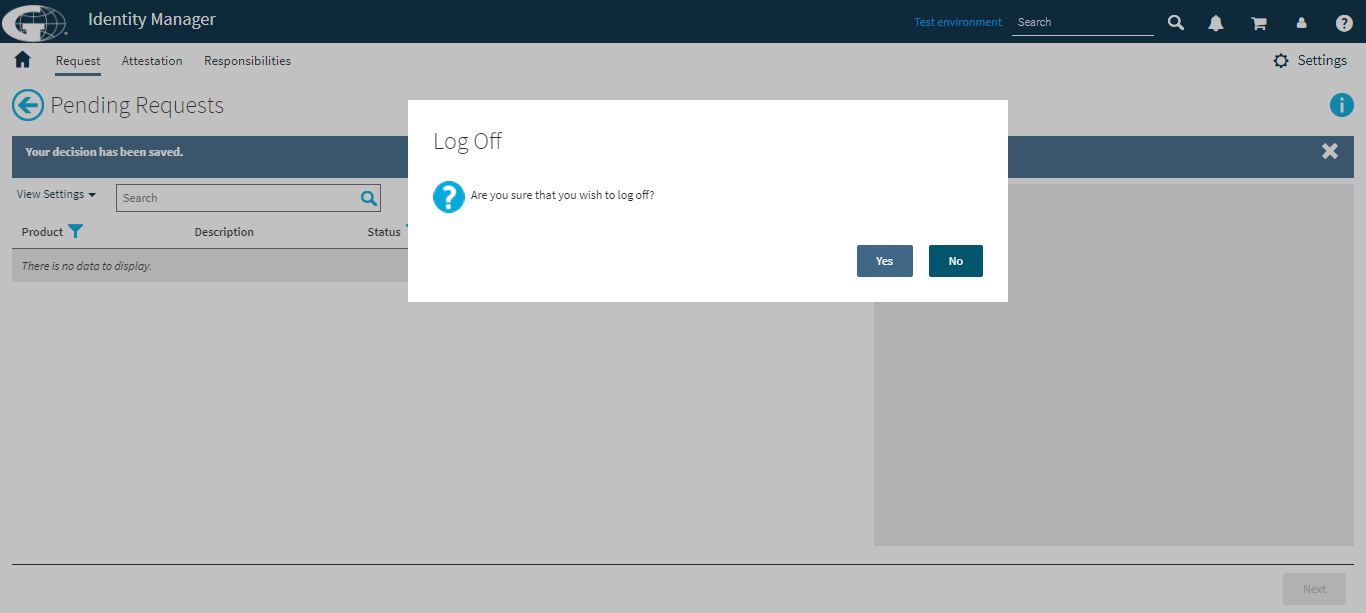 Identity Manager
Test environment
Search
Request
Attestation
Responsibilities
Settings
Pending Requests
Log Off
Your decision has been saved.
View Settings
Search
Are you sure that you wish to log off?
Product
Description
Status
Yes
No
There is no data to display.
Next